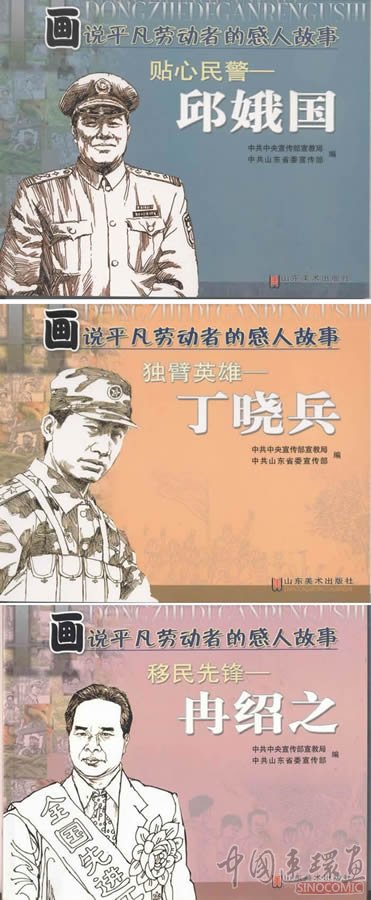 DONGZHEDEGANRENGUSHI
画说平凡劳动者的感人故事
贴心民警—
邱娥国
中共中央宣传部宣教局
中共山东省委宣传部 编
山东美术出版社
画说平凡劳动者的感人故事
独臂英雄—
丁晓兵
中共中央宣传部宣教局
中共山东省委宣传部 编
山东美术出版社
DONGZHEDEGANRENGUSHI
画说平凡劳动者的感人故事
移民先锋—
冉绍之
中共中央宣传部宣教局
中共山东省委宣传部 编
全国先进
中国连环画
SINOCOMIC